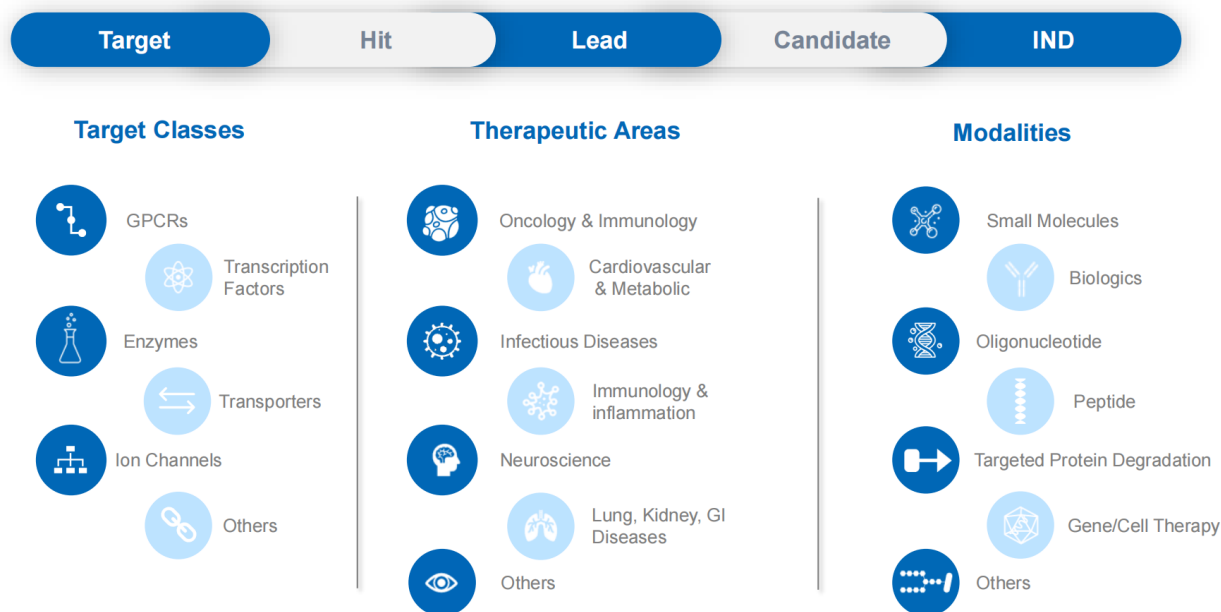 Target
Hit
Lead
Candidate
IND
Target Classes
GPCRs
Transcription
Factors
Enzymes
Transporters
Ion Channels
Others
Therapeutic Areas
Oncology & Immunology
Cardiovascular
& Metabolic
Infectious Diseases
Immunology &
inflammation
Neuroscience
Lung, Kidney, GI
Diseases
Others
Modalities
Small Molecules
Biologics
Oligonucleotide
Peptide
Targeted Protein Degradation
Gene/Cell Therapy
Others